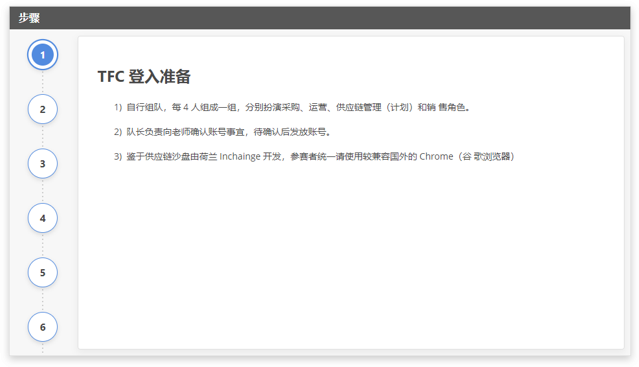 步骤
1
TFC 登入准备
1) 自行组队，每 4 人组成一组，分别扮演采购、运营、供应链管理（计划）和销 售角色。
2
2) 队长负责向老师确认账号事宜，待确认后发放账号。
3
3) 鉴于供应链沙盘由荷兰 Inchainge 开发，参赛者统一请使用较兼容国外的 Chrome（谷 歌浏览器）
4
5
6